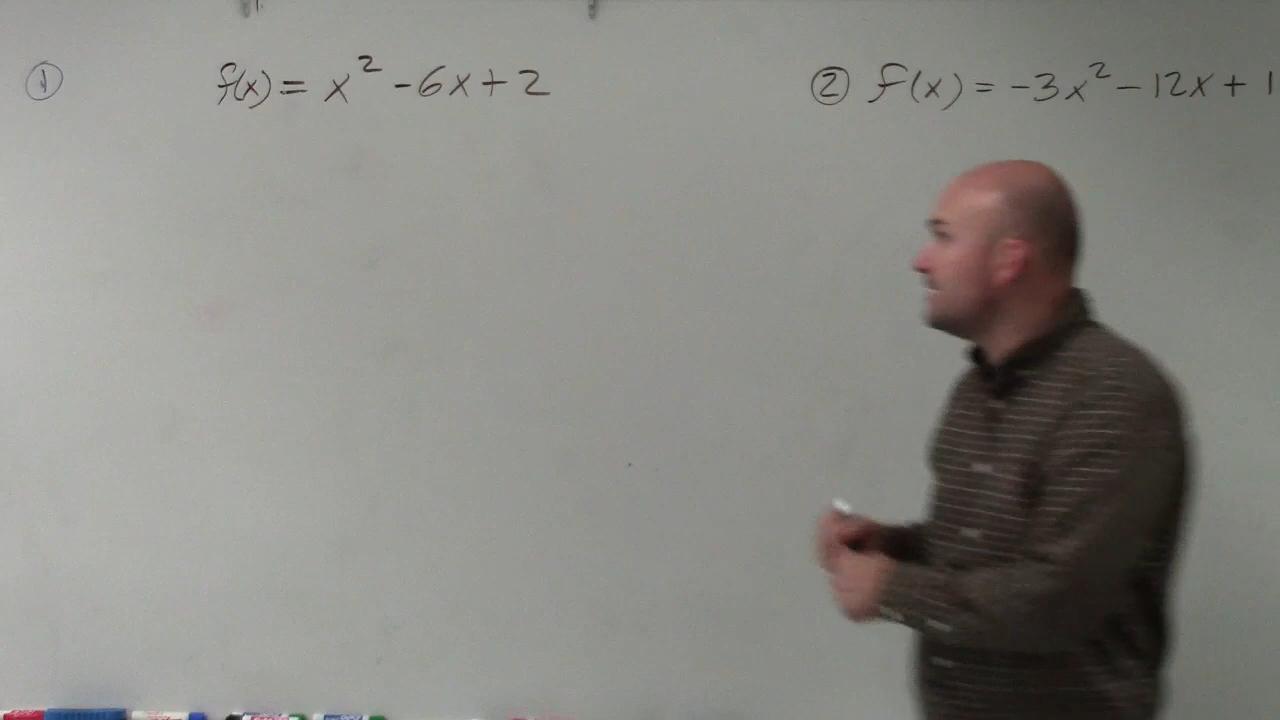 ① f(x) = x² - 6x + 2
② f(x) = -3x² - 12x + 1